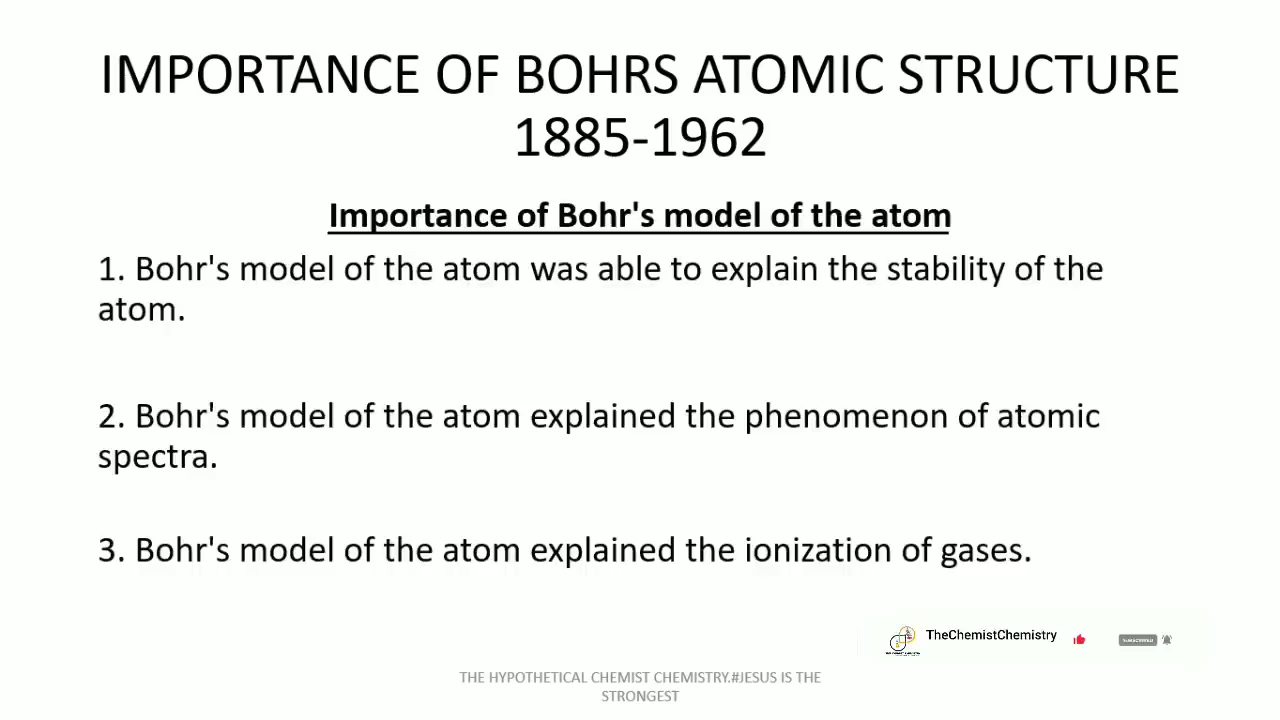 IMPORTANCE OF BOHRS ATOMIC STRUCTURE
1885-1962
Importance of Bohr's model of the atom
1. Bohr's model of the atom was able to explain the stability of the
atom.
2. Bohr's model of the atom explained the phenomenon of atomic
spectra.
3. Bohr's model of the atom explained the ionization of gases.
TheChemistChemistry
THE HYPOTHETICAL CHEMIST CHEMISTRY.#JESUS IS THE
STRONGEST